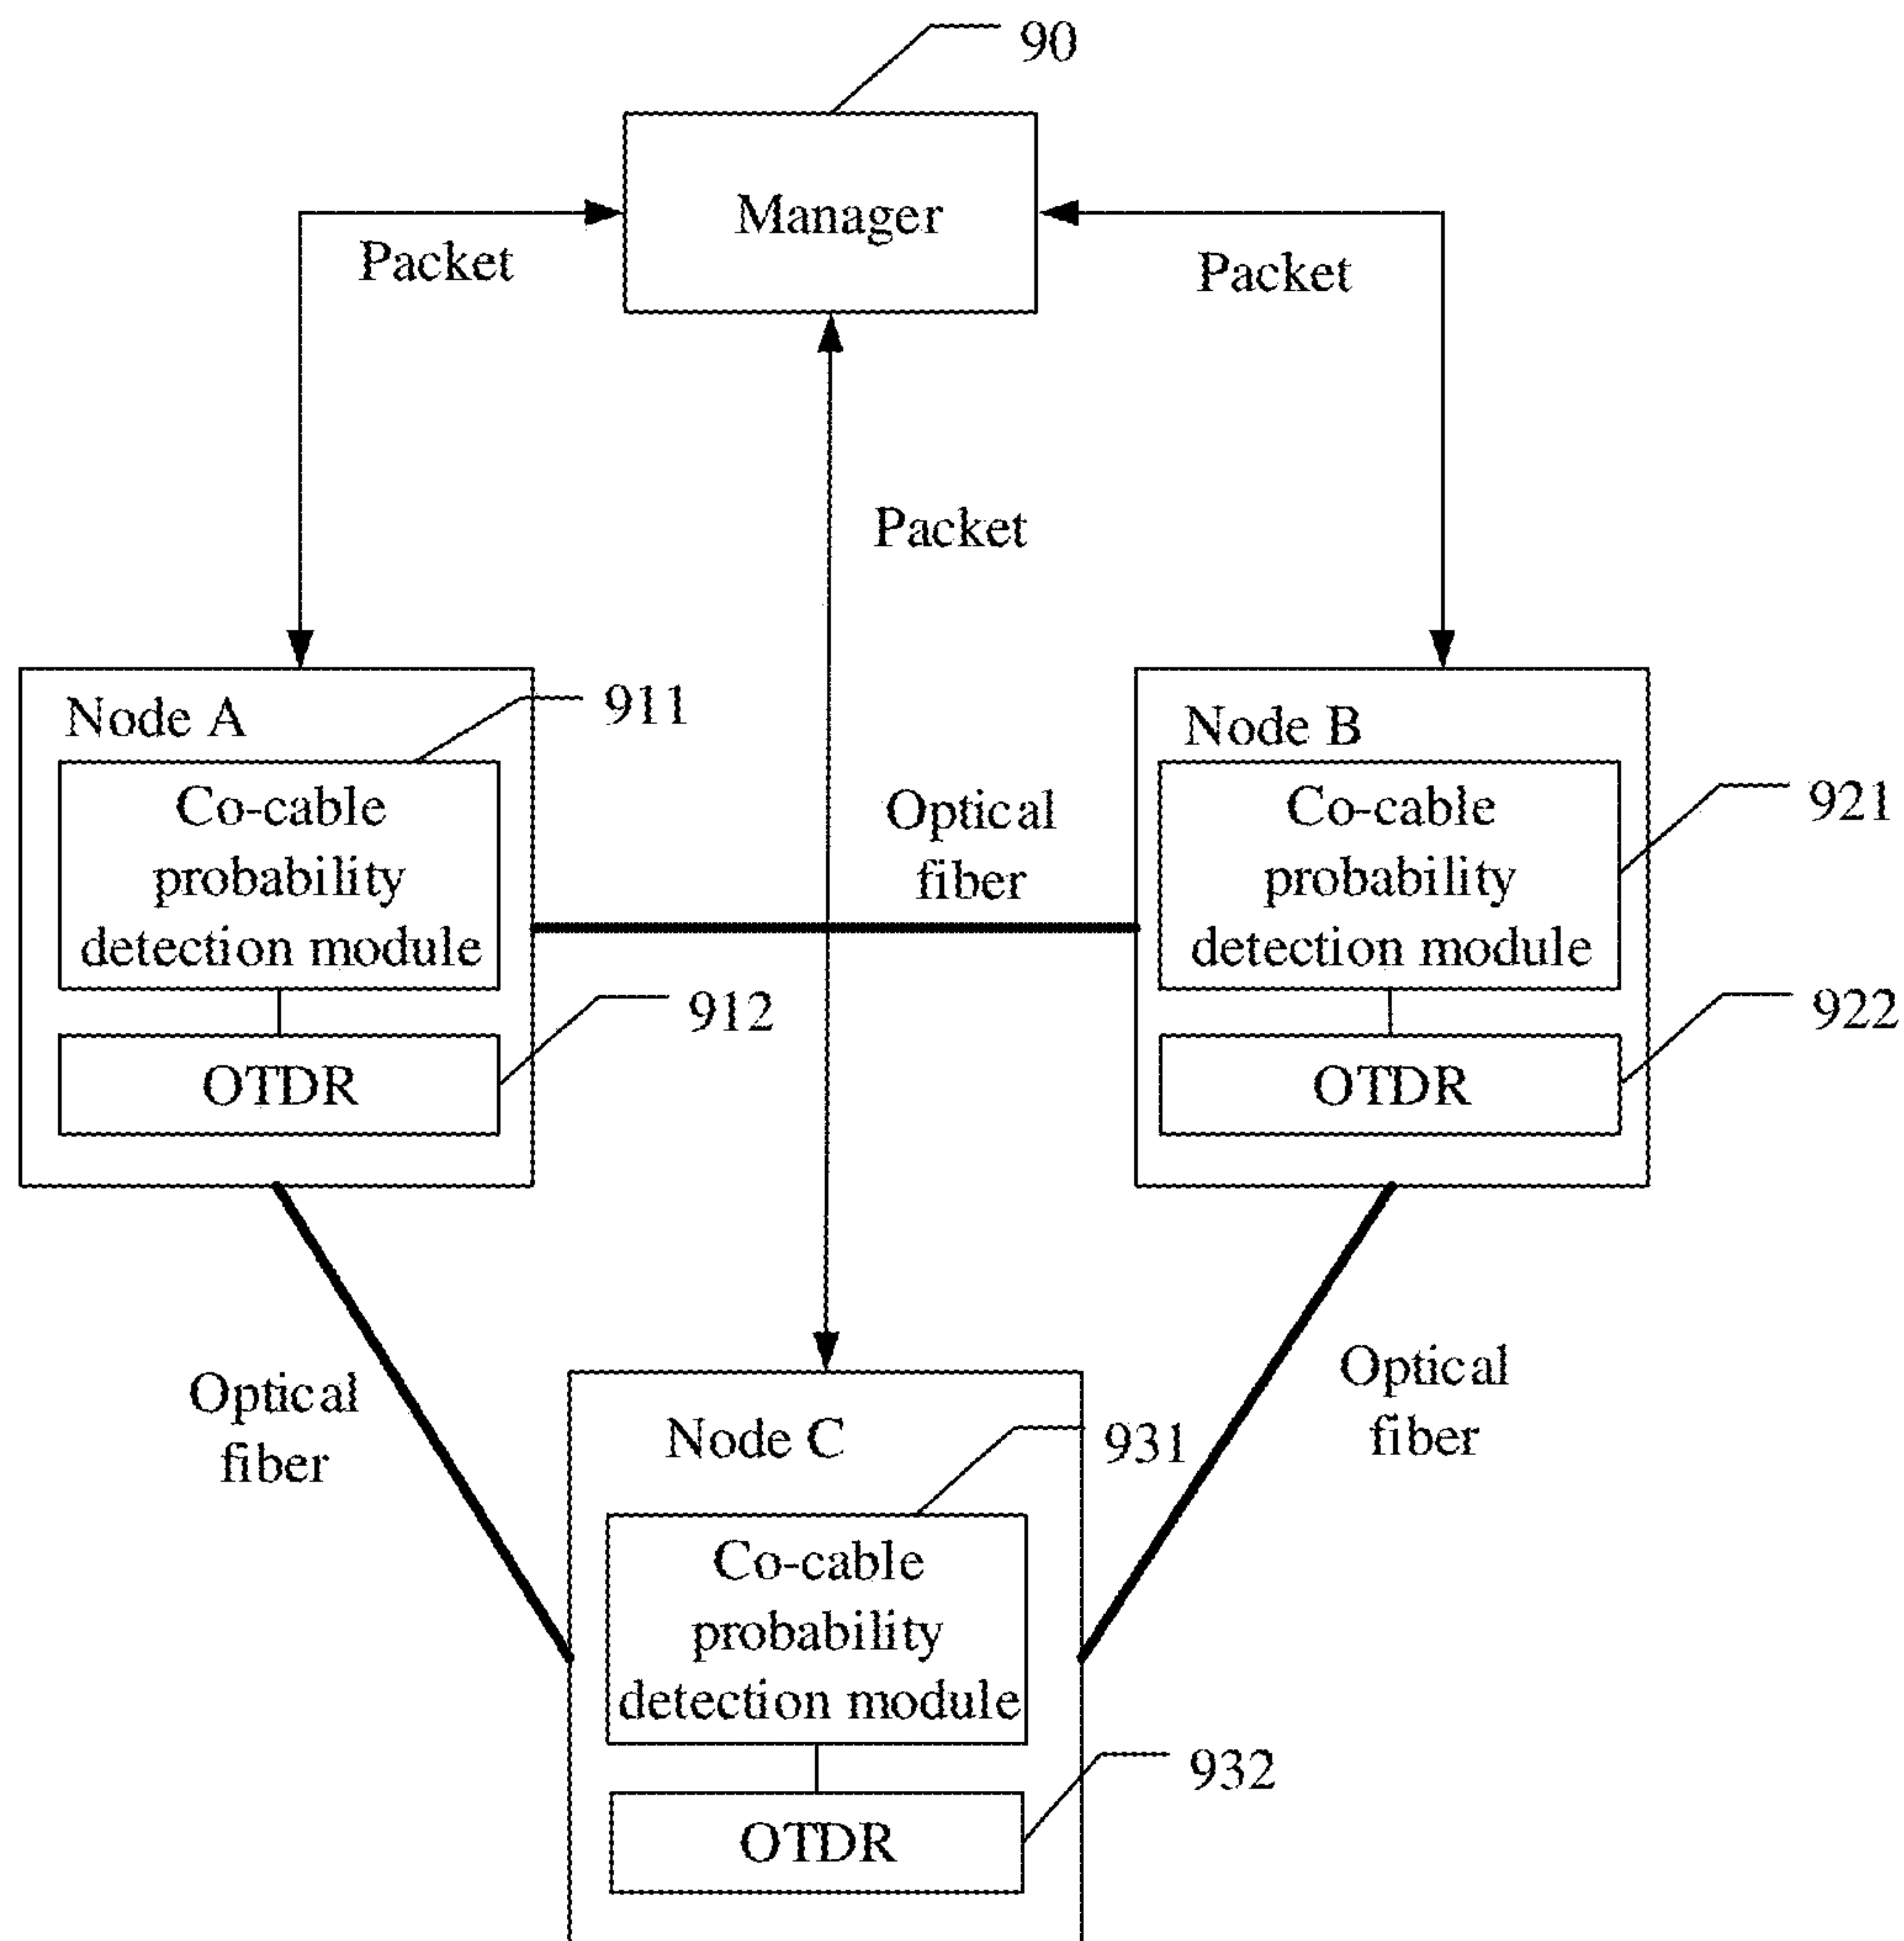 90
Manager
Packet
Packet
Packet
Node A
911
Co-cable
probability
detection module
912
OTDR
Optical
fiber
Node B
Co-cable
probability
detection module
921
922
OTDR
Optical
fiber
Optical
fiber
Node C
931
Co-cable
probability
detection module
932
OTDR